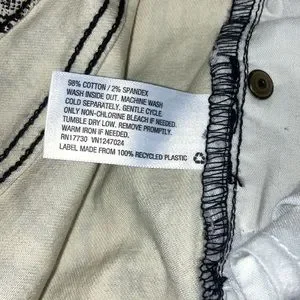 98% COTTON / 2% SPANDEX
WASH INSIDE OUT. MACHINE WASH
COLD SEPARATELY. GENTLE CYCLE.
ONLY NON-CHLORINE BLEACH IF NEEDED.
TUMBLE DRY LOW. REMOVE PROMPTLY.
WARM IRON IF NEEDED.
RN17730 VN1247024
LABEL MADE FROM 100% RECYCLED PLASTIC